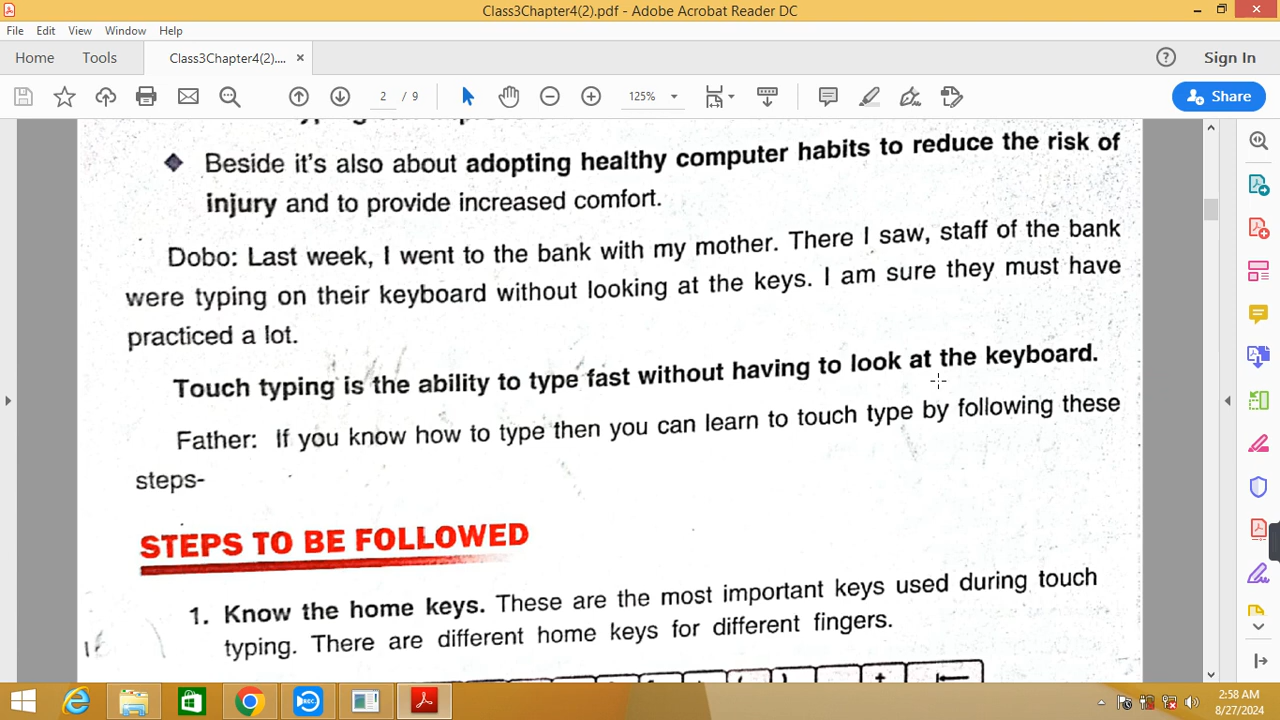 Class3Chapter4(2).pdf - Adobe Acrobat Reader DC
File Edit View Window Help
Home Tools Class3Chapter4(2).... × Sign In
2 / 9 125% Share
Beside it's also about adopting healthy computer habits to reduce the risk of
injury and to provide increased comfort.
Dobo: Last week, I went to the bank with my mother. There I saw, staff of the bank
were typing on their keyboard without looking at the keys. I am sure they must have
practiced a lot.
Touch typing is the ability to type fast without having to look at the keyboard.
Father: If you know how to type then you can learn to touch type by following these
steps-
STEPS TO BE FOLLOWED
1. Know the home keys. These are the most important keys used during touch
typing. There are different home keys for different fingers.
REC
2:58 AM
8/27/2024